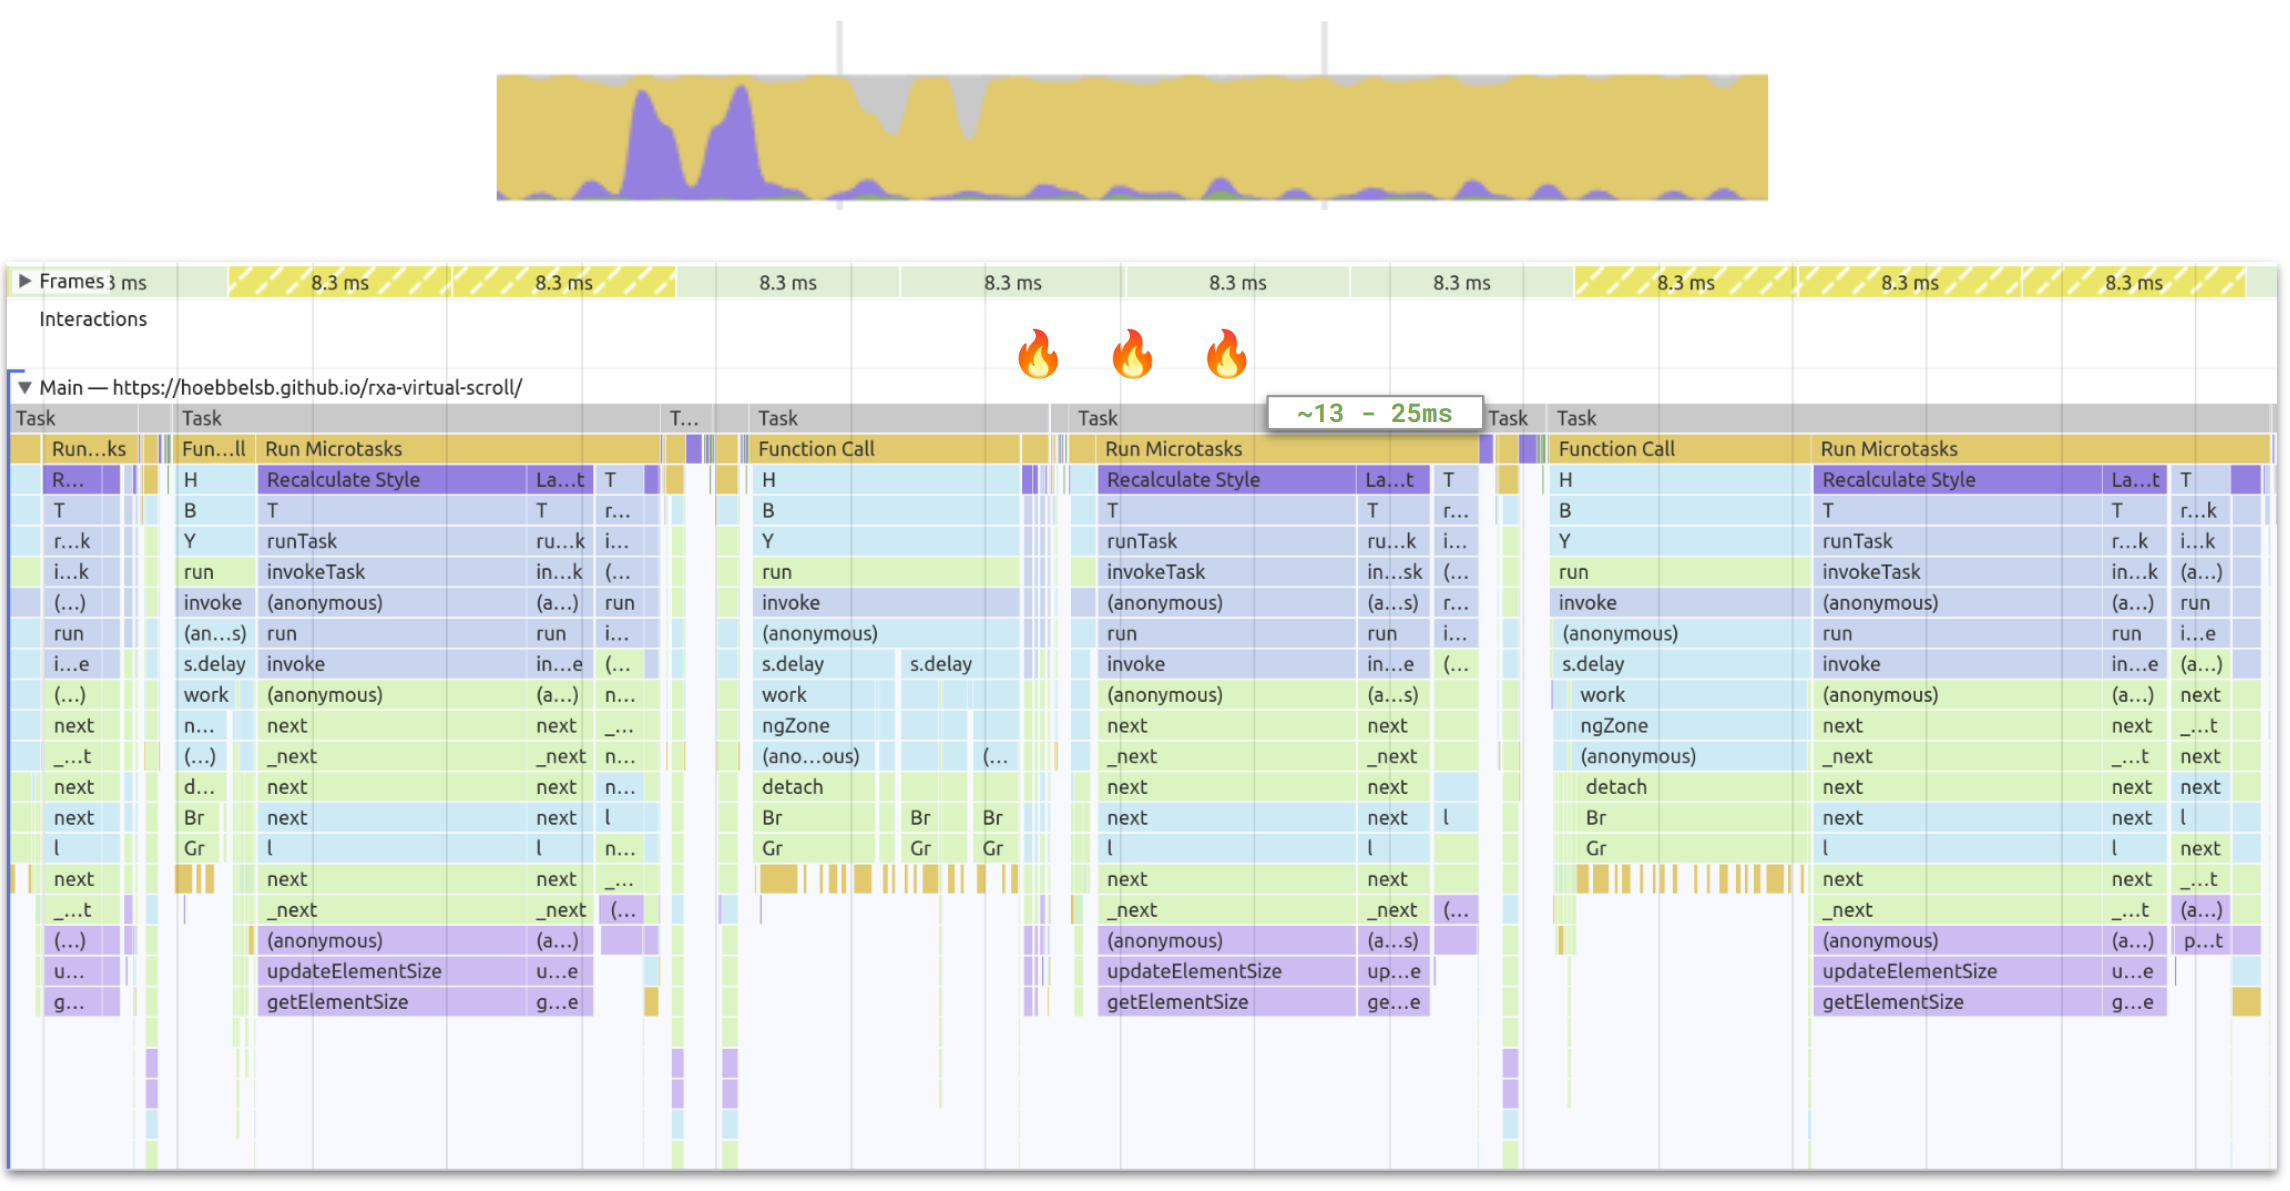 Frames 3 ms 8.3 ms 8.3 ms 8.3 ms 8.3 ms 8.3 ms 8.3 ms 8.3 ms 8.3 ms 8.3 ms
Interactions
Main — https://hoebbelsb.github.io/rxa-virtual-scroll/
Task Task T... Task Task ~13 - 25ms Task Task
Run...ks Fun...ll Run Microtasks Function Call Run Microtasks Function Call Run Microtasks
R... H Recalculate Style La...t T H Recalculate Style La...t T H Recalculate Style La...t T
T B T T r... B T T r... B T T r...k
r...k Y runTask ru...k i... Y runTask ru...k i... Y runTask r...k i...k
i...k run invokeTask in...k (... run invokeTask in...sk (... run invokeTask in...k (a...)
(...) invoke (anonymous) (a...) run invoke (anonymous) (a...s) r... invoke (anonymous) (a...) run
run (an...s) run run i... (anonymous) run run i... (anonymous) run run i...e
i...e s.delay invoke in...e (... s.delay s.delay invoke in...e (... s.delay invoke in...e (a...)
(...) work (anonymous) (a...) n... work (anonymous) (a...s) work (anonymous) (a...) next
next n... next next _... ngZone next next ngZone next next _...t
_...t (...) _next _next n... (ano...ous) (... _next _next (anonymous) _next _...t next
next d... next next n... detach next next detach next next next
next Br next next l Br Br Br next next l Br next next l
l Gr l l n... Gr Gr Gr l l Gr l l next
next next next _... next next next next _...t
_...t _next _next (... _next _next (... _next _...t (a...)
(...) (anonymous) (a...) (anonymous) (a...s) (anonymous) (a...) p...t
u... updateElementSize u...e updateElementSize up...e updateElementSize u...e
g... getElementSize g...e getElementSize ge...e getElementSize g...e